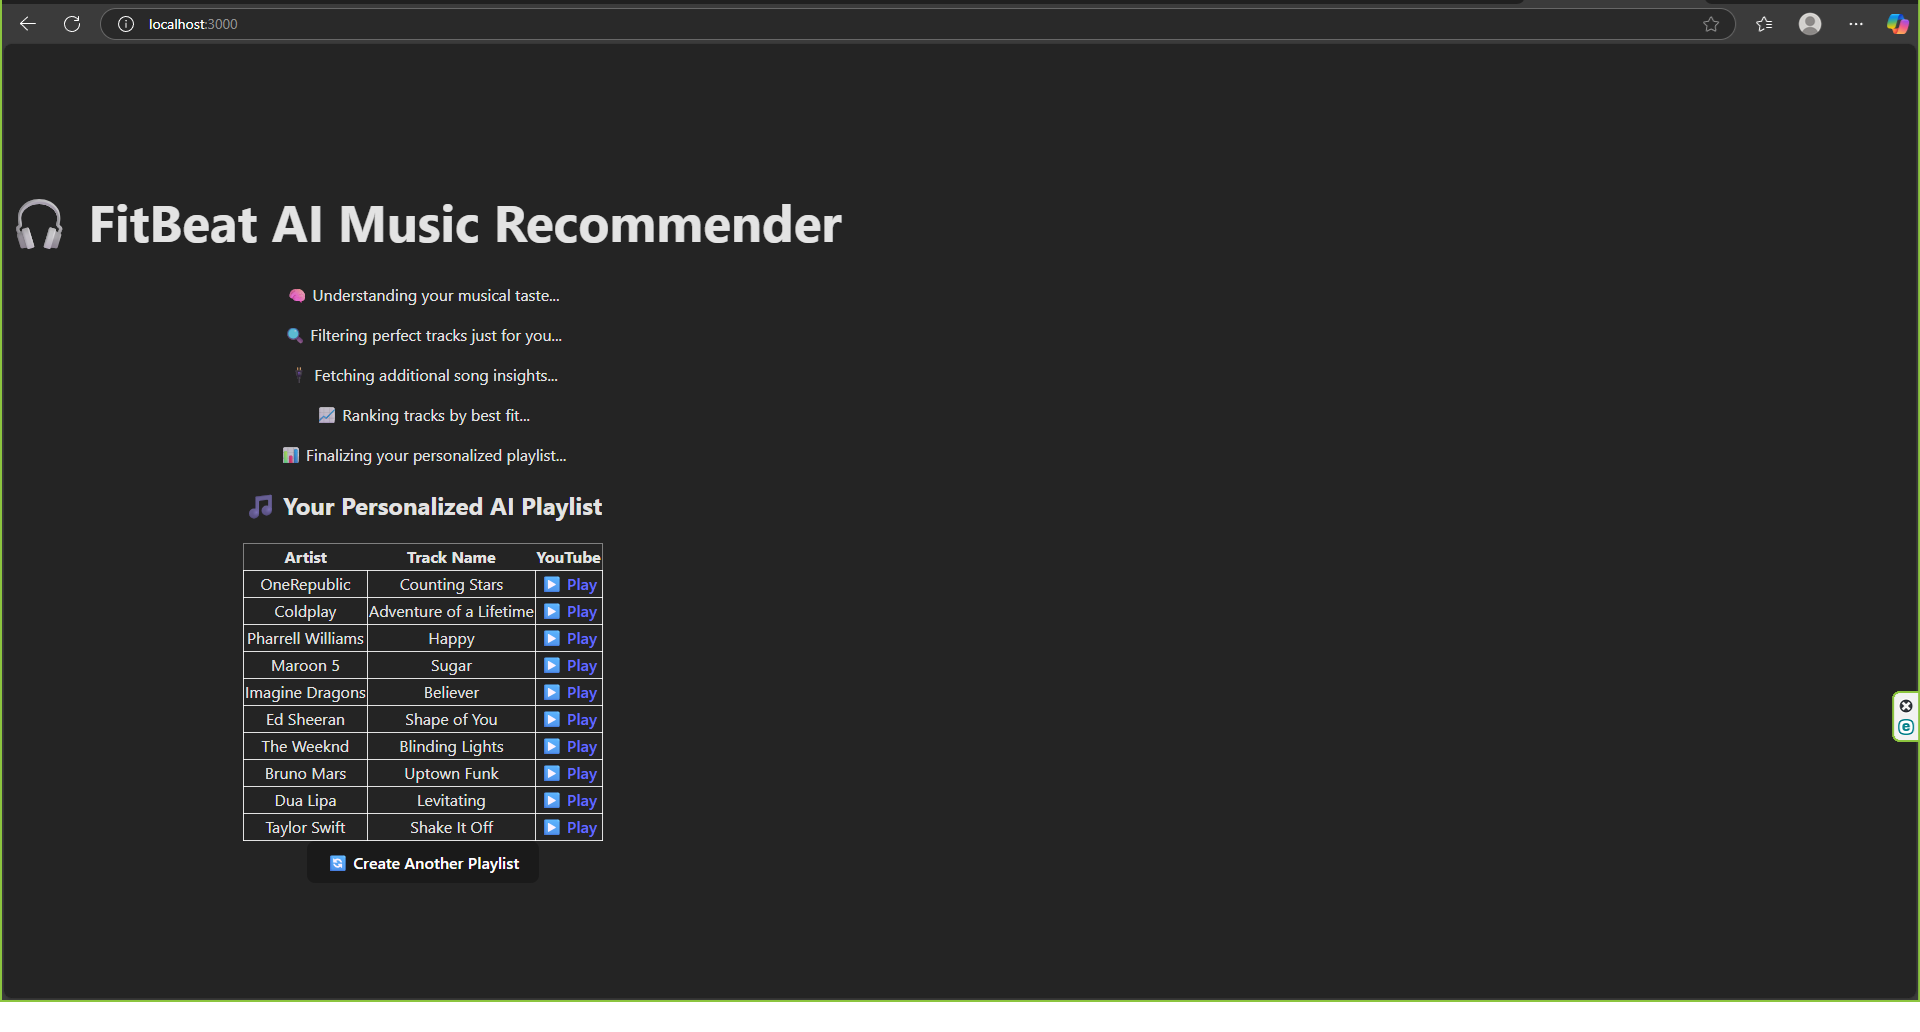 localhost:3000
🎧 FitBeat AI Music Recommender
🧠 Understanding your musical taste...
🔍 Filtering perfect tracks just for you...
Fetching additional song insights...
📈 Ranking tracks by best fit...
📊 Finalizing your personalized playlist...
🎵 Your Personalized AI Playlist
Artist Track Name YouTube
OneRepublic Counting Stars ▶️ Play
Coldplay Adventure of a Lifetime ▶️ Play
Pharrell Williams Happy ▶️ Play
Maroon 5 Sugar ▶️ Play
Imagine Dragons Believer ▶️ Play
Ed Sheeran Shape of You ▶️ Play
The Weeknd Blinding Lights ▶️ Play
Bruno Mars Uptown Funk ▶️ Play
Dua Lipa Levitating ▶️ Play
Taylor Swift Shake It Off ▶️ Play
🔄 Create Another Playlist